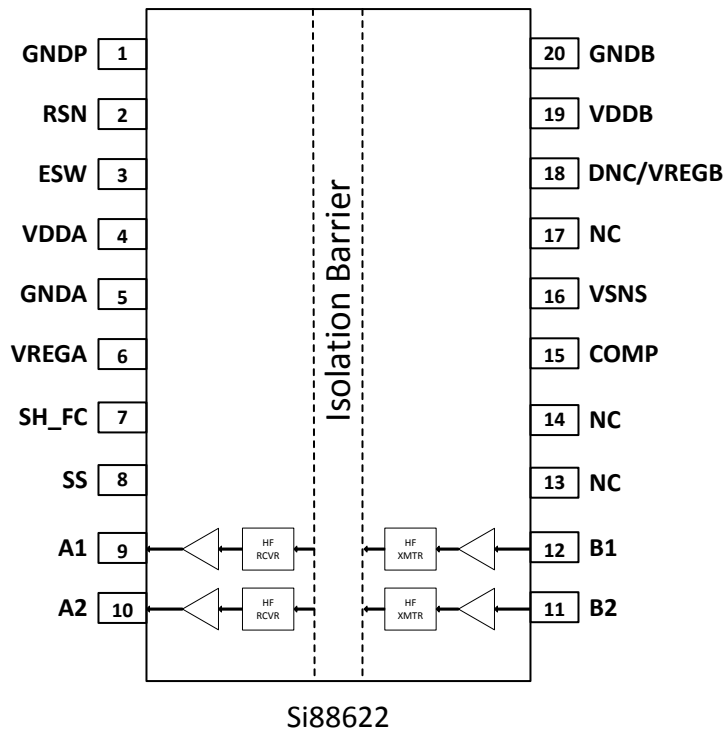 GNDP 1
RSN 2
ESW 3
VDDA 4
GNDA 5
VREGA 6
SH_FC 7
SS 8
A1 9
A2 10
HF
RCVR
HF
RCVR
Isolation Barrier
HF
XMTR
HF
XMTR
20 GNDB
19 VDDB
18 DNC/VREGB
17 NC
16 VSNS
15 COMP
14 NC
13 NC
12 B1
11 B2
Si88622